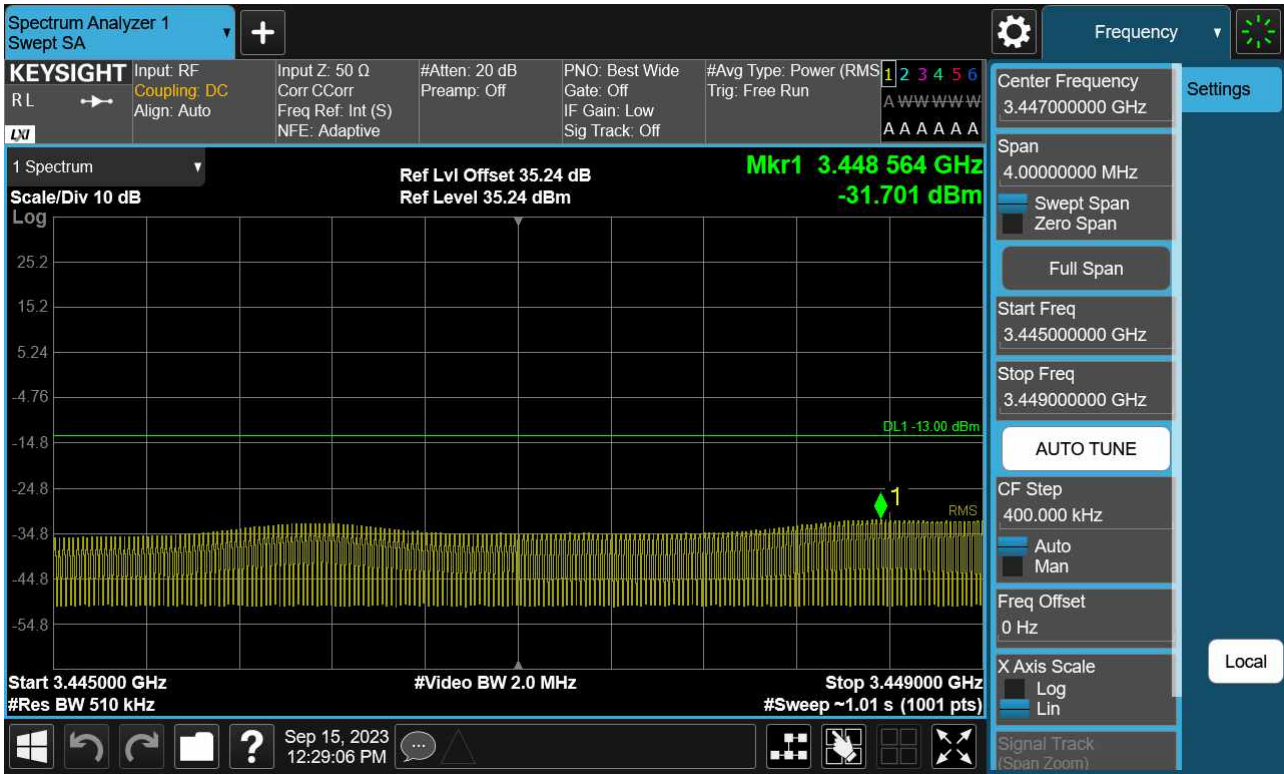 Spectrum Analyzer 1
Swept SA
+
Frequency
KEYSIGHT
R L
LXI
Input: RF
Coupling: DC
Align: Auto
Input Z: 50 Ω
Corr CCorr
Freq Ref: Int (S)
NFE: Adaptive
#Atten: 20 dB
Preamp: Off
PNO: Best Wide
Gate: Off
IF Gain: Low
Sig Track: Off
#Avg Type: Power (RMS
Trig: Free Run
1 2 3 4 5 6
A W W W W W
A A A A A A
1 Spectrum
Scale/Div 10 dB
Log
Ref Lvl Offset 35.24 dB
Ref Level 35.24 dBm
Mkr1 3.448 564 GHz
-31.701 dBm
25.2
15.2
5.24
-4.76
-14.8
-24.8
-34.8
-44.8
-54.8
DL1 -13.00 dBm
1
RMS
Start 3.445000 GHz
#Res BW 510 kHz
#Video BW 2.0 MHz
Stop 3.449000 GHz
#Sweep ~1.01 s (1001 pts)
?
Sep 15, 2023
12:29:06 PM
Center Frequency
3.447000000 GHz
Span
4.00000000 MHz
Swept Span
Zero Span
Full Span
Start Freq
3.445000000 GHz
Stop Freq
3.449000000 GHz
AUTO TUNE
CF Step
400.000 kHz
Auto
Man
Freq Offset
0 Hz
X Axis Scale
Log
Lin
Signal Track
(Span Zoom)
Settings
Local